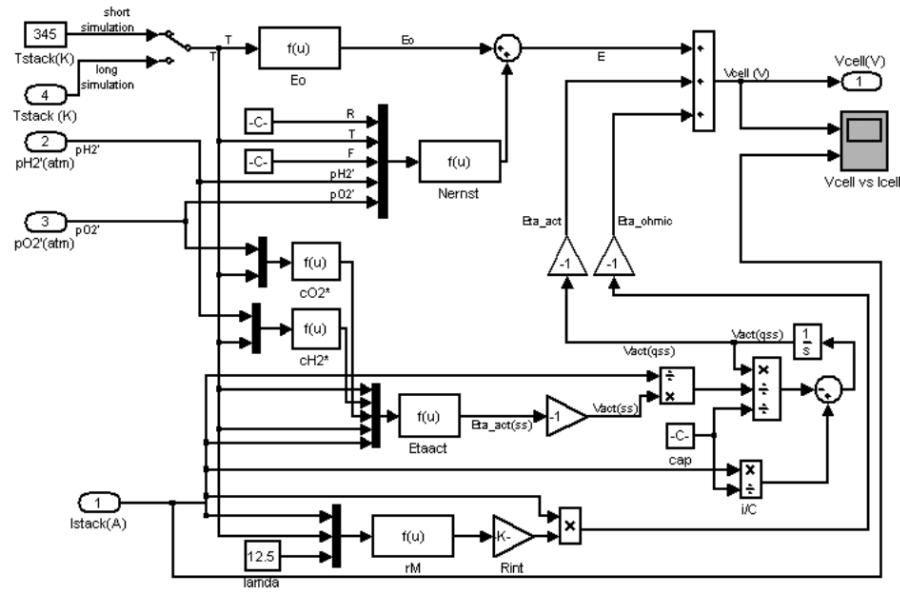 short
simulation
345
Tstack(K)
T
T
f(u)
Eo
Eo
E
Vcell (V)
Vcell(V)
1
long
simulation
4
Tstack (K)
-C-
R
T
-C-
F
pH2'
pO2'
f(u)
Nernst
2
pH2'(atm)
pH2'
3
pO2'(atm)
pO2'
Vcell vs Icell
Eta_act
Eta_ohmic
-1
-1
f(u)
cO2*
f(u)
cH2*
Vact(qss)
Vact(qss)
1
s
f(u)
Etaact
Eta_act(ss)
-1
Vact(ss)
÷
×
×
÷
÷
-C-
cap
×
÷
i/C
1
Istack(A)
12.5
lamda
f(u)
rM
-K-
Rint
×